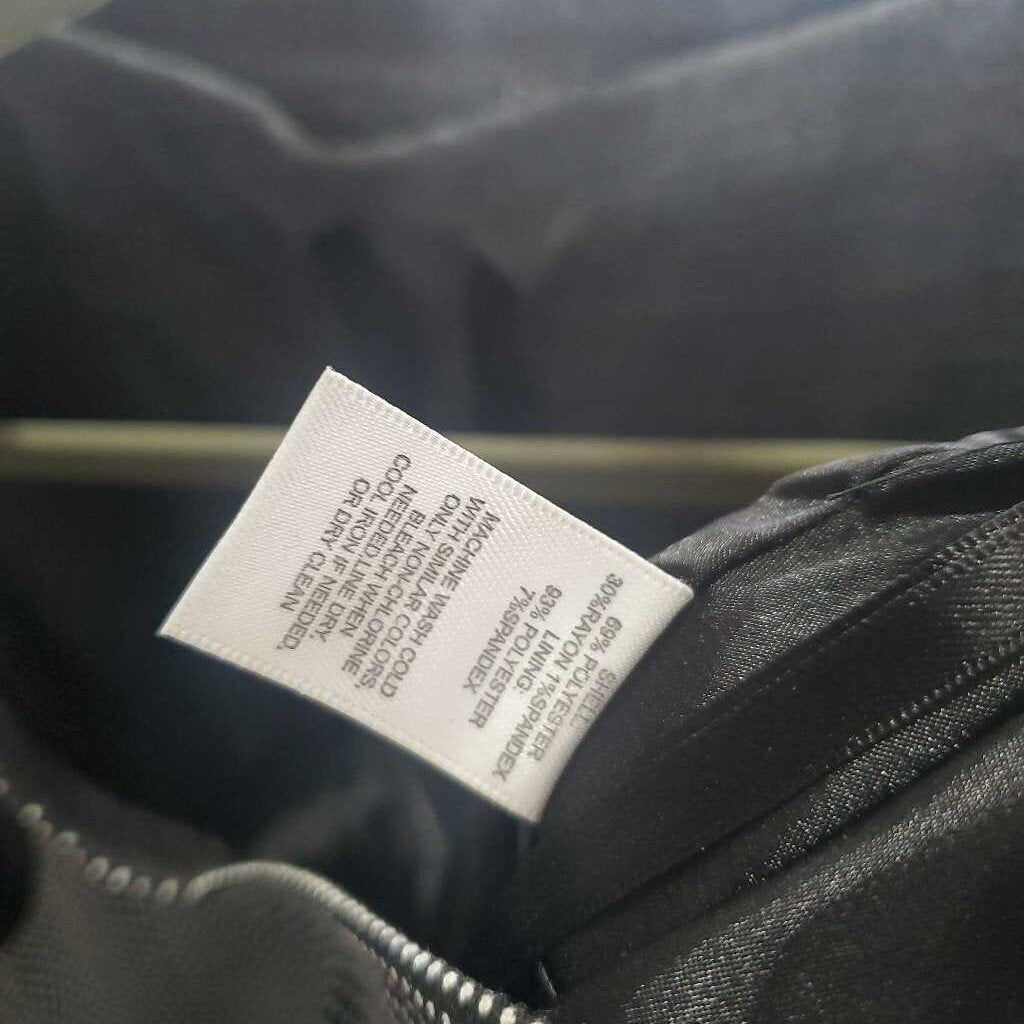 SHELL
69% POLYESTER
30%RAYON 1%SPANDEX
LINING:
93% POLYESTER
7%SPANDEX
MACHINE WASH COLD
WITH SIMILAR COLORS.
ONLY NON-CHLORINE
BLEACH WHEN
NEEDED.LINE DRY.
COOL IRON IF NEEDED,
OR DRY CLEAN